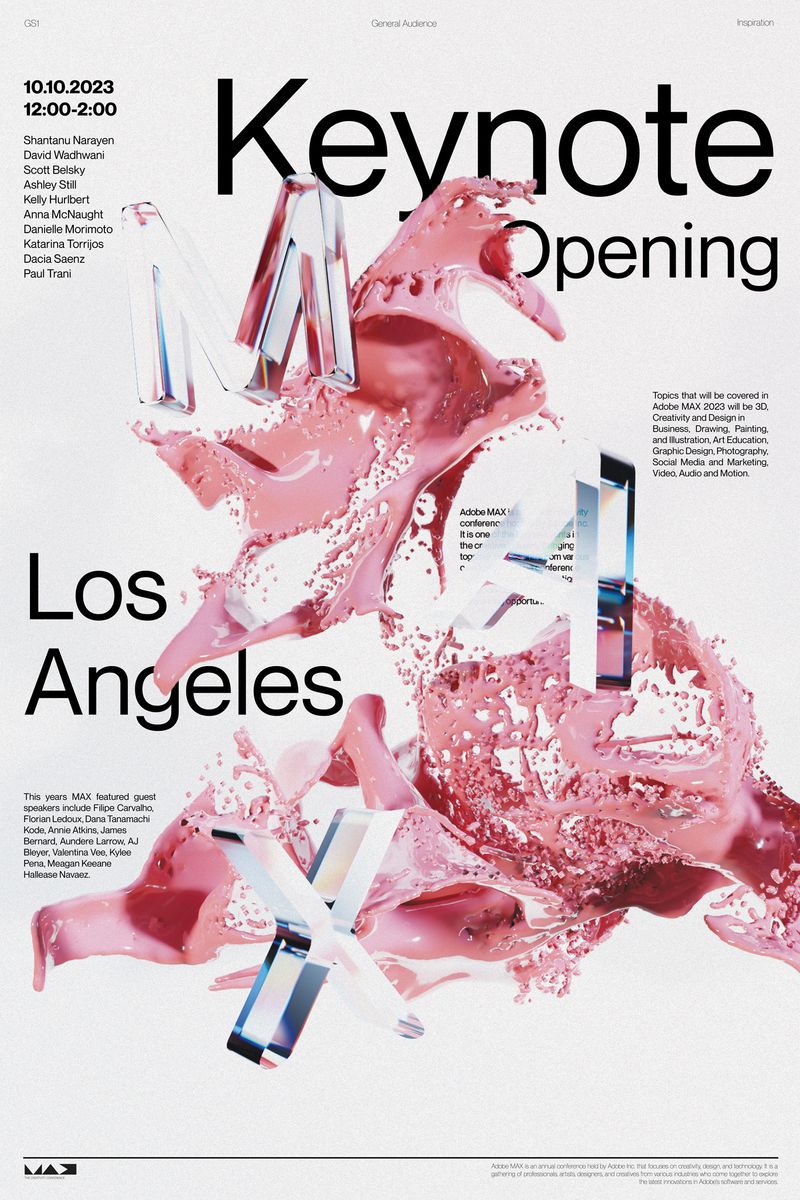 GS1
General Audience
Inspiration
10.10.2023
12:00-2:00
Shantanu Narayen
David Wadhwani
Scott Belsky
Ashley Still
Kelly Hurlbert
Anna McNaught
Danielle Morimoto
Katarina Torrijos
Dacia Saenz
Paul Trani
Keynote
Opening
M
Topics that will be covered in
Adobe MAX 2023 will be 3D,
Creativity and Design in
Business, Drawing, Painting,
and Illustration, Art Education,
Graphic Design, Photography,
Social Media and Marketing,
Video, Audio and Motion.
A
Adobe MAX
conference
It is one of the
the
Los
Angeles
This years MAX featured guest
speakers include Filipe Carvalho,
Florian Ledoux, Dana Tanamachi
Kode, Annie Atkins, James
Bernard, Aundere Larrow, AJ
Bleyer, Valentina Vee, Kylee
Pena, Meagan Keeane
Hallease Navaez.
X
MAX
THE CREATIVITY CONFERENCE
Adobe MAX is an annual conference held by Adobe Inc. that focuses on creativity, design, and technology. It is a
gathering of professionals, artists, designers, and creatives from various industries who come together to explore
the latest innovations in Adobe's software and services.